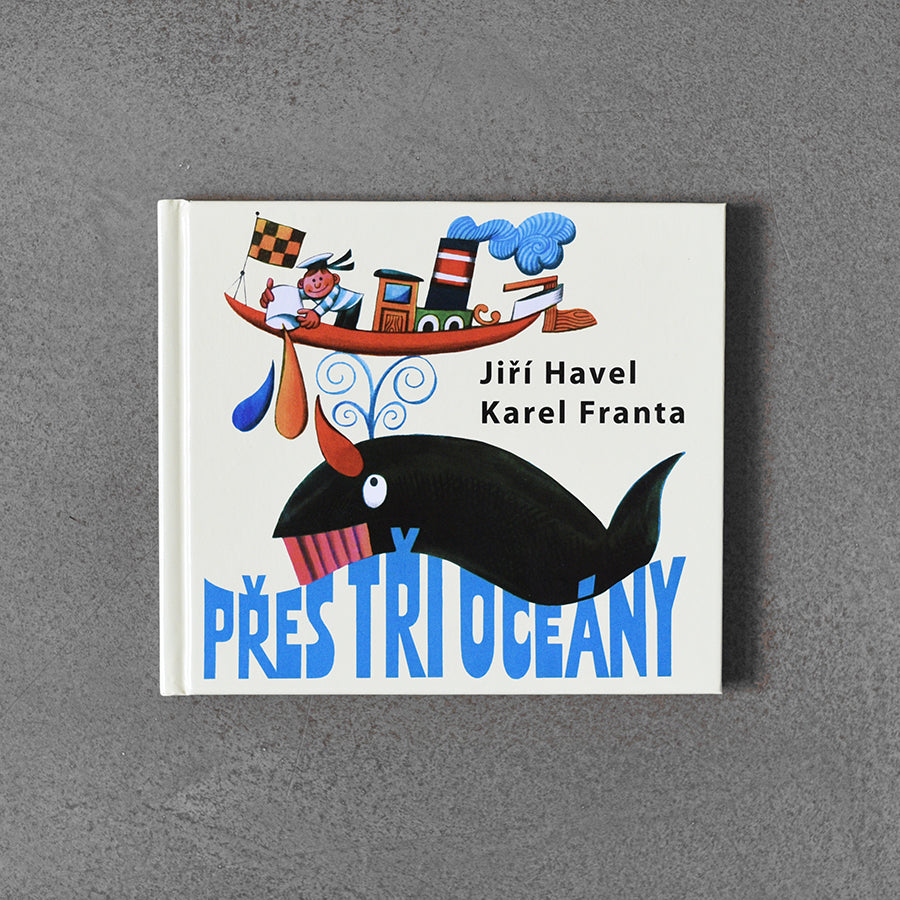 Jiří Havel
Karel Franta
PŘES TŘI OCEÁNY